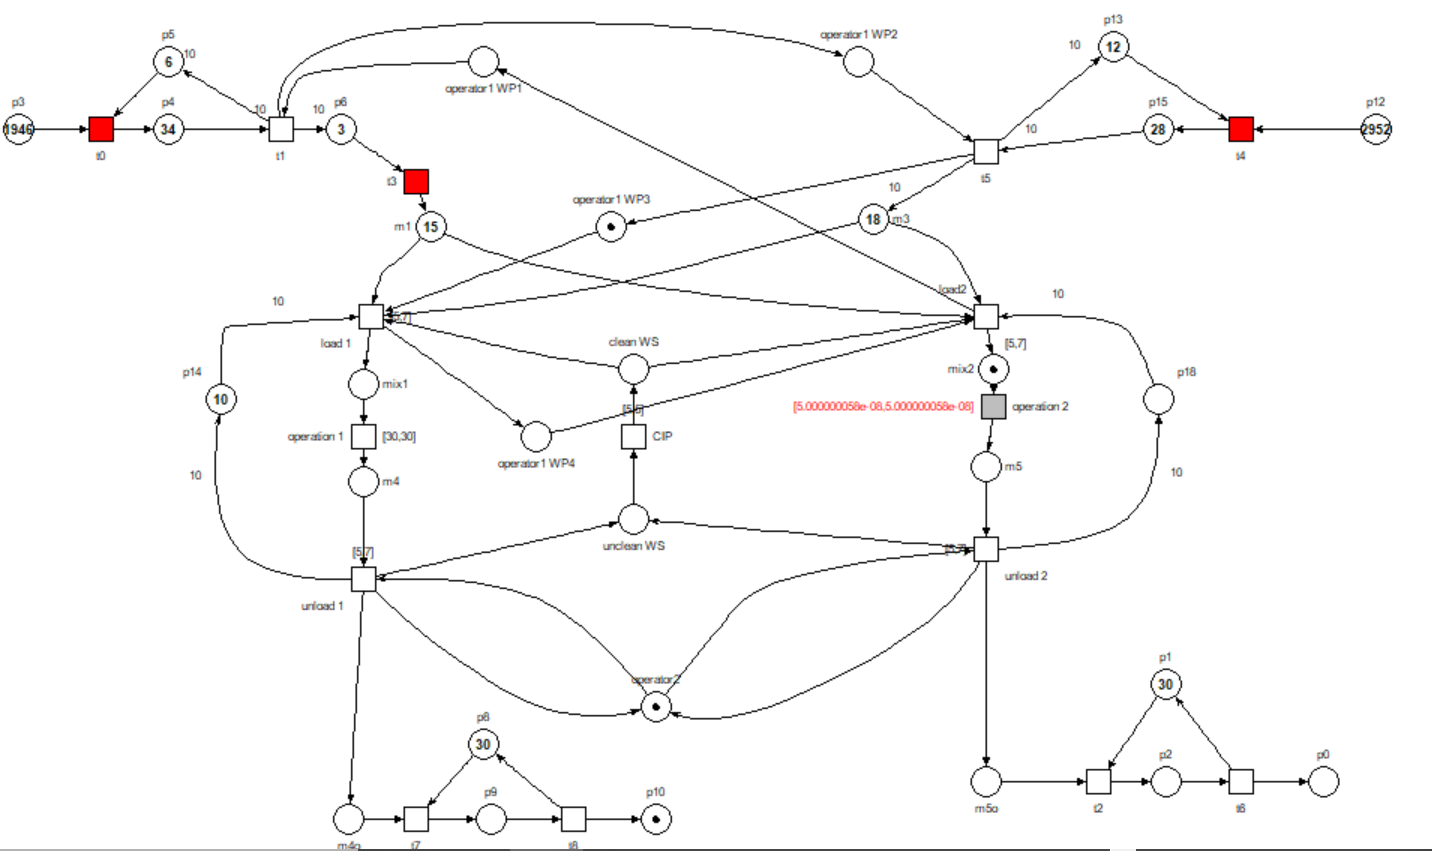 p5
6
10
p3
1946
t0
p4
34
10
t1
10
p6
3
operator1 WP1
operator1 WP2
p13
12
10
10
p15
28
t4
p12
2952
t5
t3
m1
15
operator1 WP3
10
18
m3
10
[5,7]
load 1
load2
[5,7]
10
clean WS
mix1
mix2
p14
10
p18
[5.000000058e-08,5.000000058e-08]
operation 2
operation 1
[30,30]
operator1 WP4
CIP
m4
m5
10
10
unclean WS
[5,7]
unload 1
unload 2
operator2
p8
30
p9
p10
m4o
t7
t8
p1
30
p2
p0
m5o
t2
t6